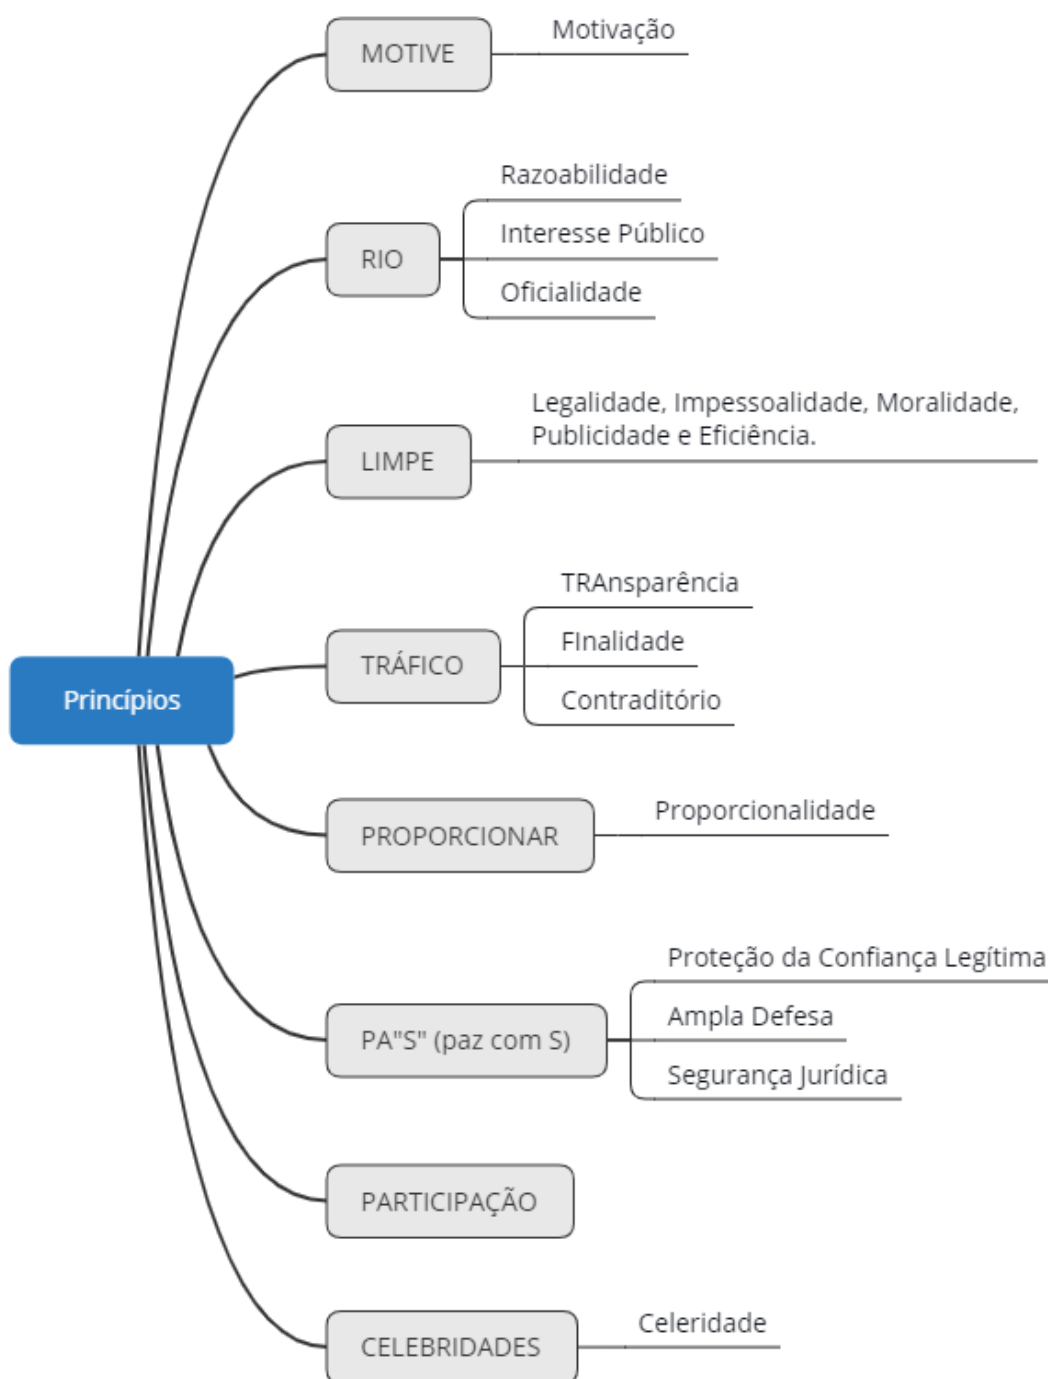 MOTIVE
Motivação
RIO
Razoabilidade
Interesse Público
Oficialidade
LIMPE
Legalidade, Impessoalidade, Moralidade,
Publicidade e Eficiência.
TRÁFICO
TRAnsparência
FInalidade
Contraditório
Princípios
PROPORCIONAR
Proporcionalidade
PA"S" (paz com S)
Proteção da Confiança Legítima
Ampla Defesa
Segurança Jurídica
PARTICIPAÇÃO
CELEBRIDADES
Celeridade